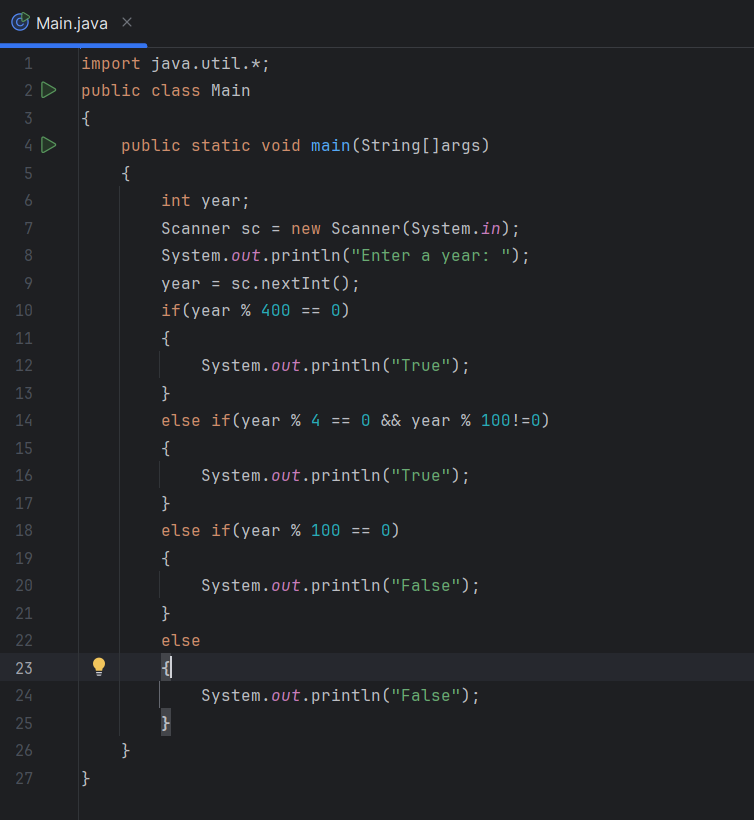 Main.java
1 import java.util.*;
2 public class Main
3 {
4     public static void main(String[]args)
5     {
6         int year;
7         Scanner sc = new Scanner(System.in);
8         System.out.println("Enter a year: ");
9         year = sc.nextInt();
10         if(year % 400 == 0)
11         {
12             System.out.println("True");
13         }
14         else if(year % 4 == 0 && year % 100!=0)
15         {
16             System.out.println("True");
17         }
18         else if(year % 100 == 0)
19         {
20             System.out.println("False");
21         }
22         else
23         {
24             System.out.println("False");
25         }
26     }
27 }